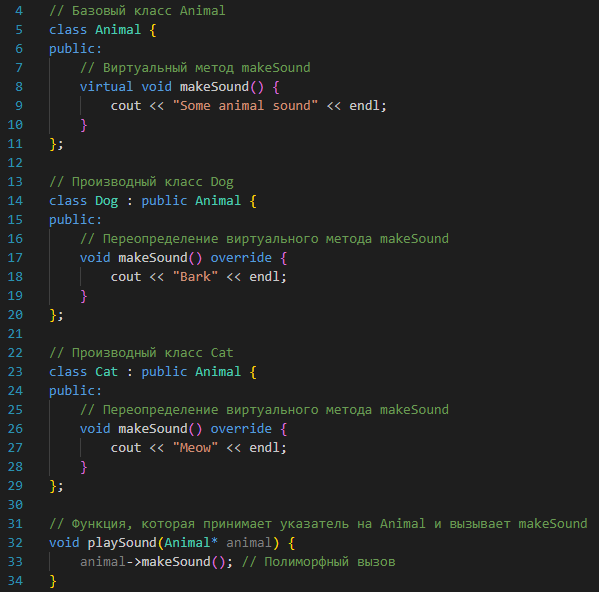 4 // Базовый класс Animal
5 class Animal {
6 public:
7     // Виртуальный метод makeSound
8     virtual void makeSound() {
9         cout << "Some animal sound" << endl;
10     }
11 };
12
13 // Производный класс Dog
14 class Dog : public Animal {
15 public:
16     // Переопределение виртуального метода makeSound
17     void makeSound() override {
18         cout << "Bark" << endl;
19     }
20 };
21
22 // Производный класс Cat
23 class Cat : public Animal {
24 public:
25     // Переопределение виртуального метода makeSound
26     void makeSound() override {
27         cout << "Meow" << endl;
28     }
29 };
30
31 // Функция, которая принимает указатель на Animal и вызывает makeSound
32 void playSound(Animal* animal) {
33     animal->makeSound(); // Полиморфный вызов
34 }